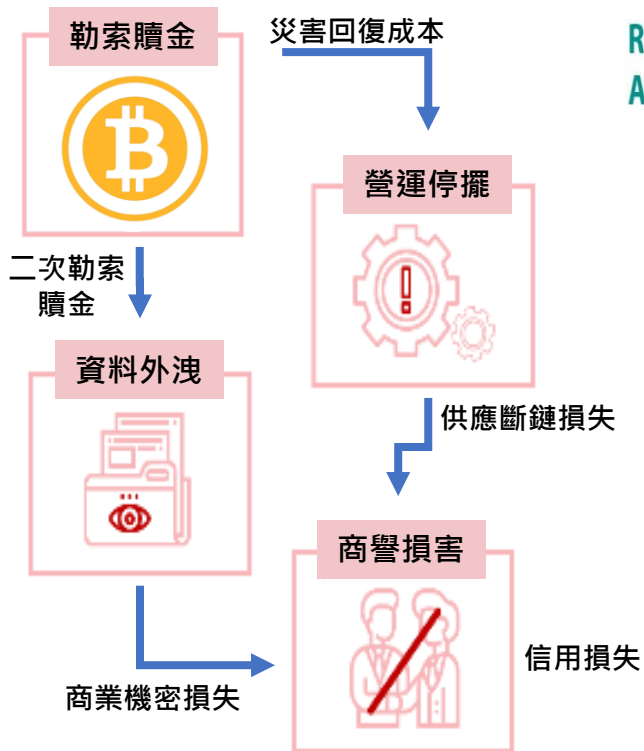 勒索贖金
災害回復成本
R
A
營運停擺
二次勒索
贖金
資料外洩
供應斷鏈損失
商譽損害
信用損失
商業機密損失